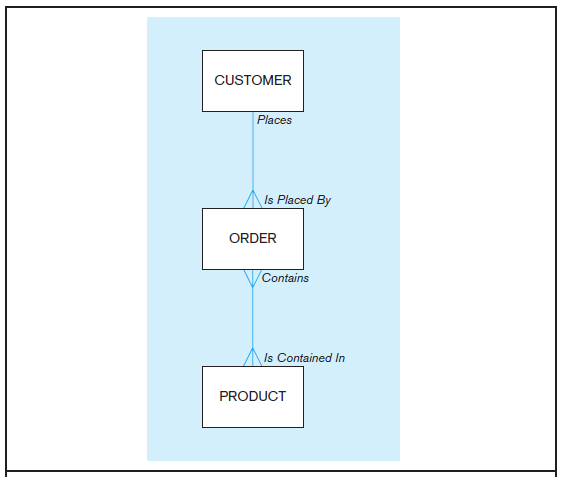 CUSTOMER
Places
Is Placed By
ORDER
Contains
Is Contained In
PRODUCT